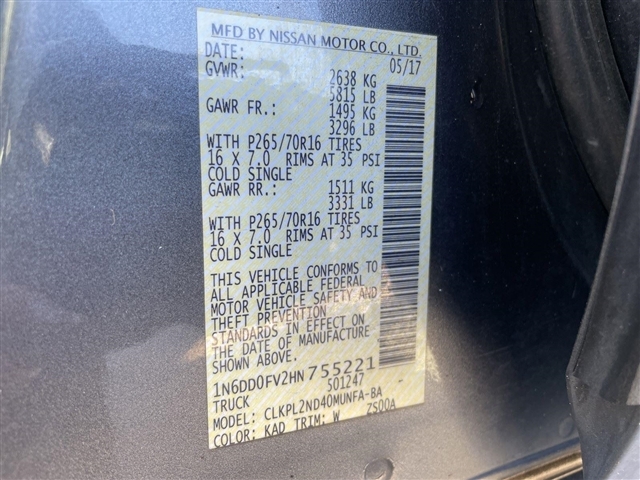 MFD BY NISSAN MOTOR CO., LTD.
DATE: 05/17
GVWR: 2638 KG
5815 LB
GAWR FR.: 1495 KG
3296 LB
WITH P265/70R16 TIRES
16 X 7.0 RIMS AT 35 PSI
COLD SINGLE
GAWR RR.: 1511 KG
3331 LB
WITH P265/70R16 TIRES
16 X 7.0 RIMS AT 35 PSI
COLD SINGLE
THIS VEHICLE CONFORMS TO
ALL APPLICABLE FEDERAL
MOTOR VEHICLE SAFETY AND
THEFT PREVENTION
STANDARDS IN EFFECT ON
THE DATE OF MANUFACTURE
SHOWN ABOVE.
1N6DD0FV2HN755221
TRUCK 501247
MODEL: CLKPL2ND40MUNFA-BA
COLOR: KAD TRIM: W ZS00A